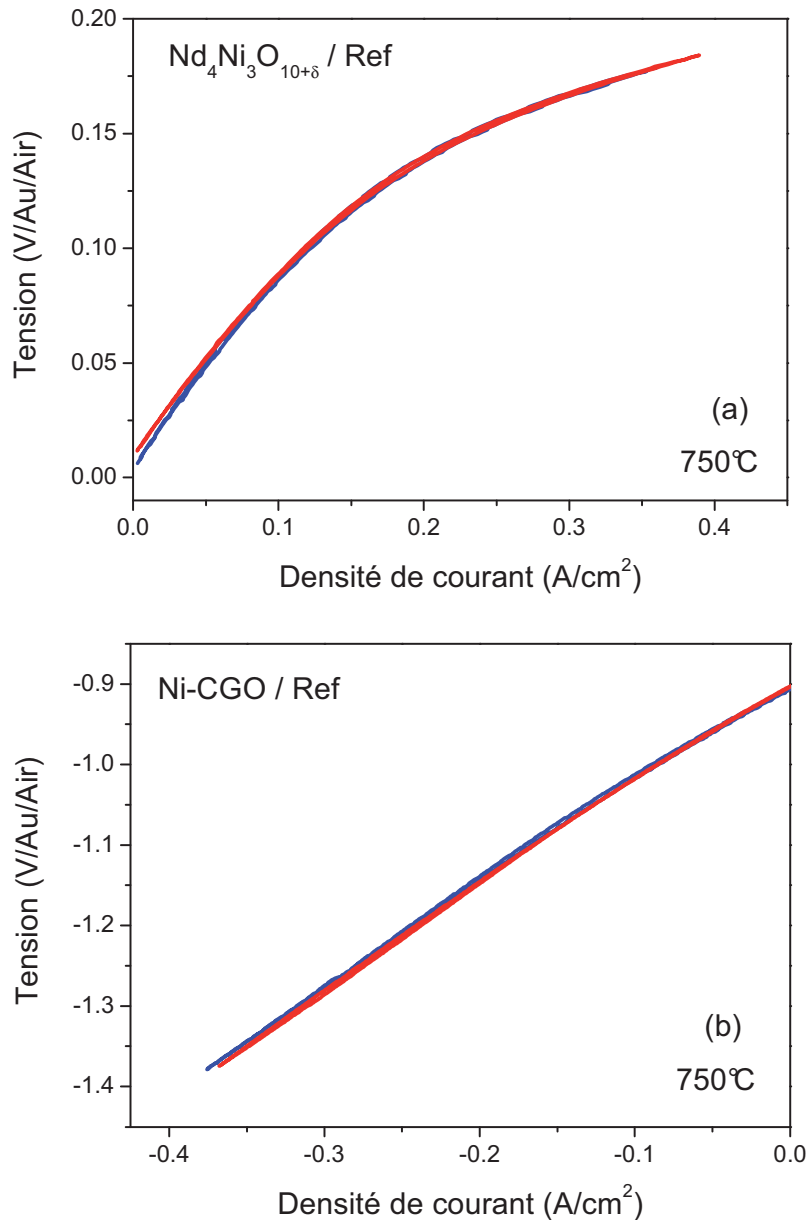 0.20
Nd₄Ni₃O₁₀₊δ / Ref
0.15
0.10
0.05
0.00
Tension (V/Au/Air)
(a)
750°C
0.0 0.1 0.2 0.3 0.4
Densité de courant (A/cm²)
Ni-CGO / Ref
-0.9
-1.0
-1.1
-1.2
-1.3
-1.4
Tension (V/Au/Air)
(b)
750°C
-0.4 -0.3 -0.2 -0.1 0.0
Densité de courant (A/cm²)